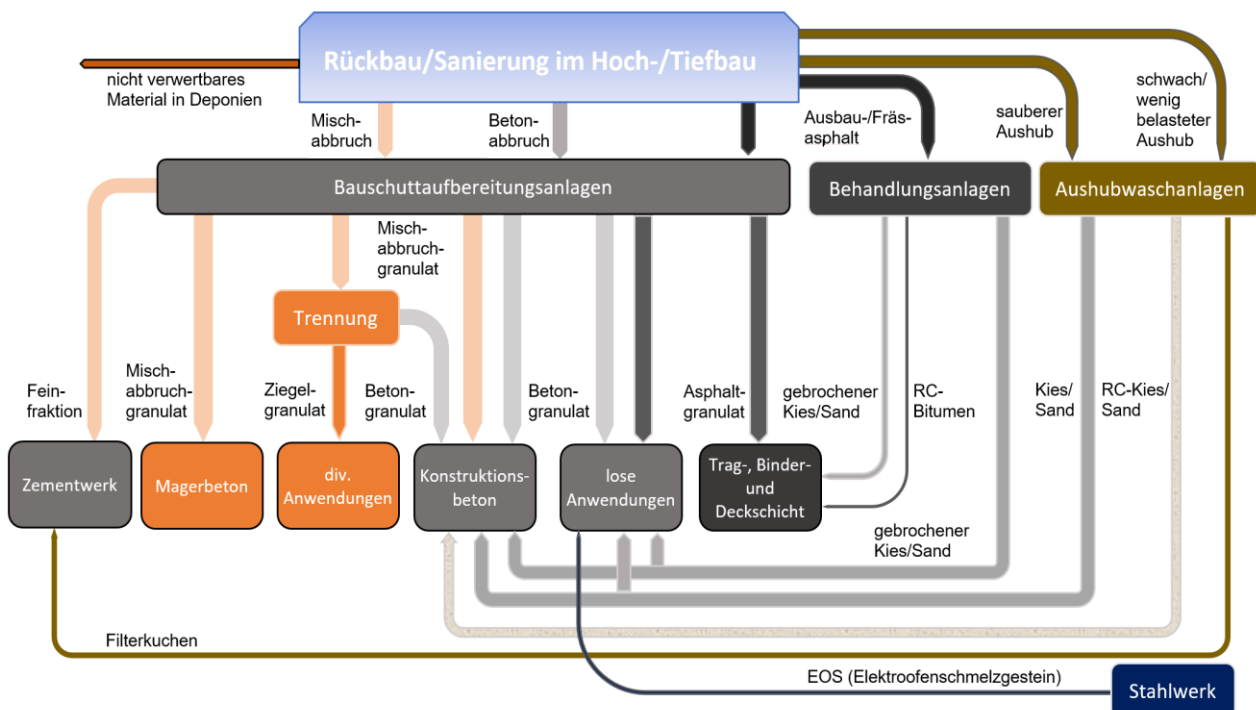 Rückbau/Sanierung im Hoch-/Tiefbau
nicht verwertbares
Material in Deponien
Misch-
abbruch
Beton-
abbruch
Ausbau-/Fräs-
asphalt
sauberer
Aushub
schwach/
wenig
belasteter
Aushub
Bauschuttaufbereitungsanlagen
Behandlungsanlagen
Aushubwaschanlagen
Misch-
abbruch-
granulat
Trennung
Fein-
fraktion
Misch-
abbruch-
granulat
Ziegel-
granulat
Beton-
granulat
Beton-
granulat
Asphalt-
granulat
gebrochener
Kies/Sand
RC-
Bitumen
Kies/
Sand
RC-Kies/
Sand
Zementwerk
Magerbeton
div.
Anwendungen
Konstruktions-
beton
lose
Anwendungen
Trag-, Binder-
und
Deckschicht
gebrochener
Kies/Sand
Filterkuchen
EOS (Elektroofenschmelzgestein)
Stahlwerk